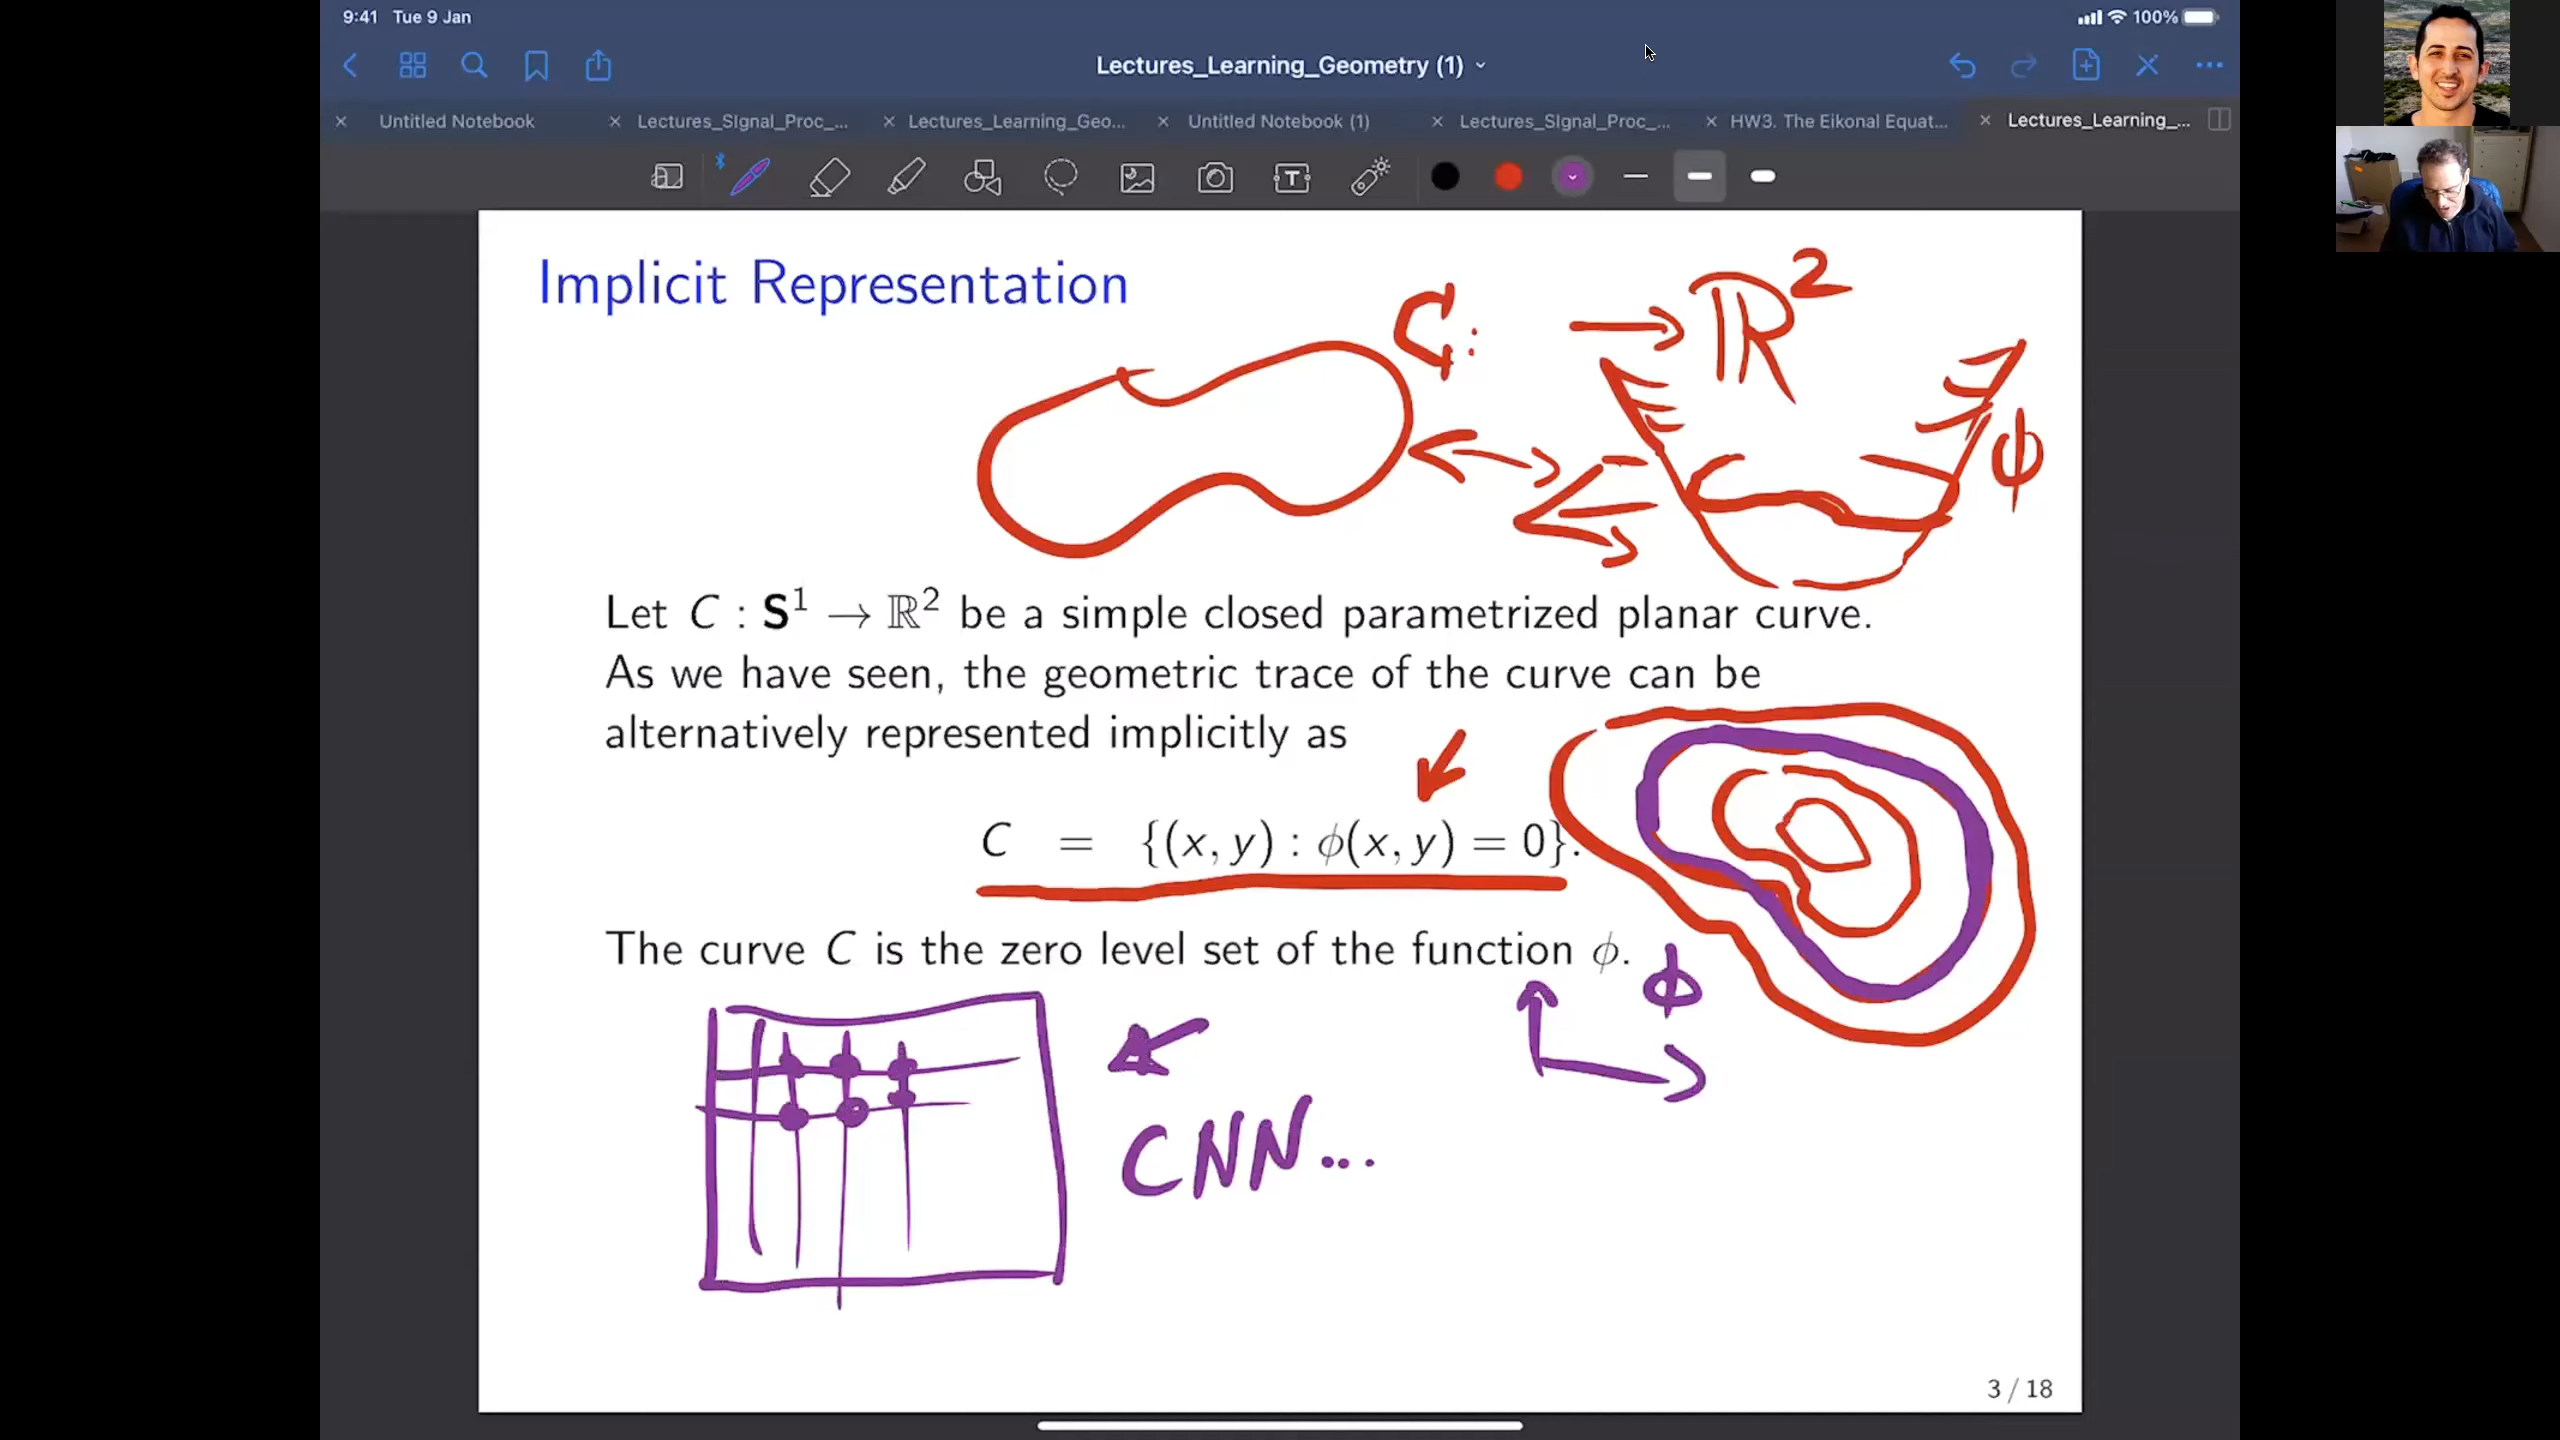 9:41 Tue 9 Jan 100%
Lectures_Learning_Geometry (1)
Untitled Notebook Lectures_SIgnal_Proc_... Lectures_Learning_Geo... Untitled Notebook (1) Lectures_SIgnal_Proc_... HW3. The Eikonal Equat... Lectures_Learning_...
Implicit Representation
C: → ℝ²
ϕ
Let C : S¹ → ℝ² be a simple closed parametrized planar curve.
As we have seen, the geometric trace of the curve can be
alternatively represented implicitly as
C = {(x, y) : ϕ(x, y) = 0}.
The curve C is the zero level set of the function ϕ.
ϕ
CNN...
3 / 18